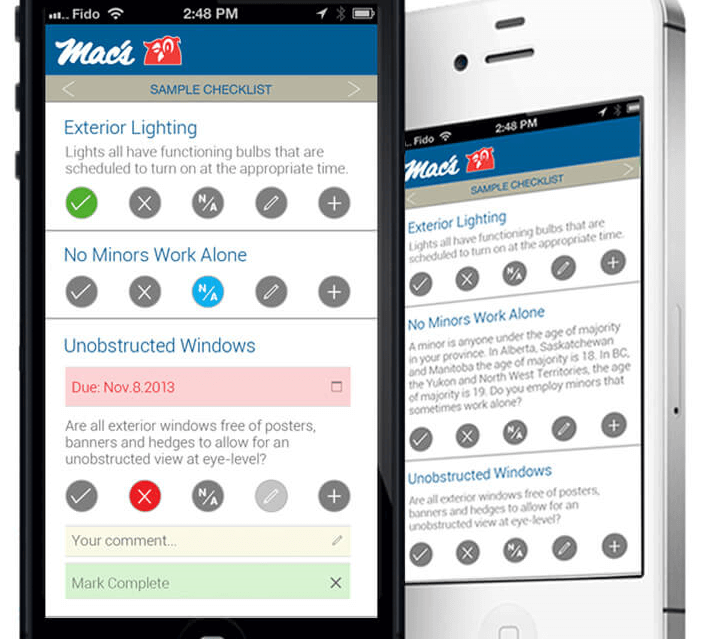 Fido 2:48 PM
Mac's
SAMPLE CHECKLIST
Exterior Lighting
Lights all have functioning bulbs that are
scheduled to turn on at the appropriate time.
N/A
No Minors Work Alone
N/A
Unobstructed Windows
Due: Nov.8.2013
Are all exterior windows free of posters,
banners and hedges to allow for an
unobstructed view at eye-level?
N/A
Your comment...
Mark Complete
Fido 2:48 PM
Mac's
SAMPLE CHECKLIST
Exterior Lighting
Lights all have functioning bulbs that are
scheduled to turn on at the appropriate time.
N/A
No Minors Work Alone
A minor is anyone under the age of majority
in your province. In Alberta, Saskatchewan
and Manitoba the age of majority is 18. In BC,
the Yukon and North West Territories, the age
of majority is 19. Do you employ minors that
sometimes work alone?
N/A
Unobstructed Windows
Are all exterior windows free of posters,
banners and hedges to allow for an
unobstructed view at eye-level?
N/A